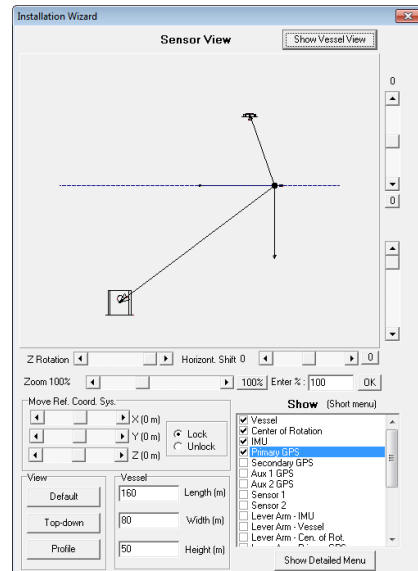 Installation Wizard
Sensor View
Show Vessel View
0
0
Z Rotation
Horizont. Shift 0
0
Zoom 100%
100%
Enter % :
100
OK
Move Ref. Coord. Sys.
X (0 m)
Y (0 m)
Z (0 m)
Lock
Unlock
Show (Short menu)
Vessel
Center of Rotation
IMU
Primary GPS
Secondary GPS
Aux 1 GPS
Aux 2 GPS
Sensor 1
Sensor 2
Lever Arm - IMU
Lever Arm - Vessel
Lever Arm - Cen. of Rot.
View
Default
Top-down
Profile
Vessel
160 Length (m)
80 Width (m)
50 Height (m)
Show Detailed Menu